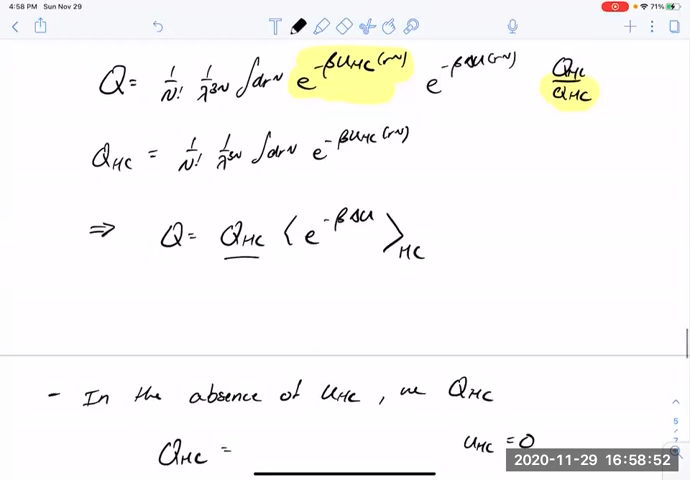 4:58 PM Sun Nov 29
71%
Q = 1/N! 1/λ^3N ∫dr^N e^-βU_HC(r^N) e^-βΔU(r^N) Q_HC/Q_HC
Q_HC = 1/N! 1/λ^3N ∫dr^N e^-βU_HC(r^N)
⇒ Q = Q_HC ⟨e^-βΔU⟩_HC
- In the absence of U_HC, Q_HC
Q_HC = U_HC = 0
5
2020-11-29 16:58:52